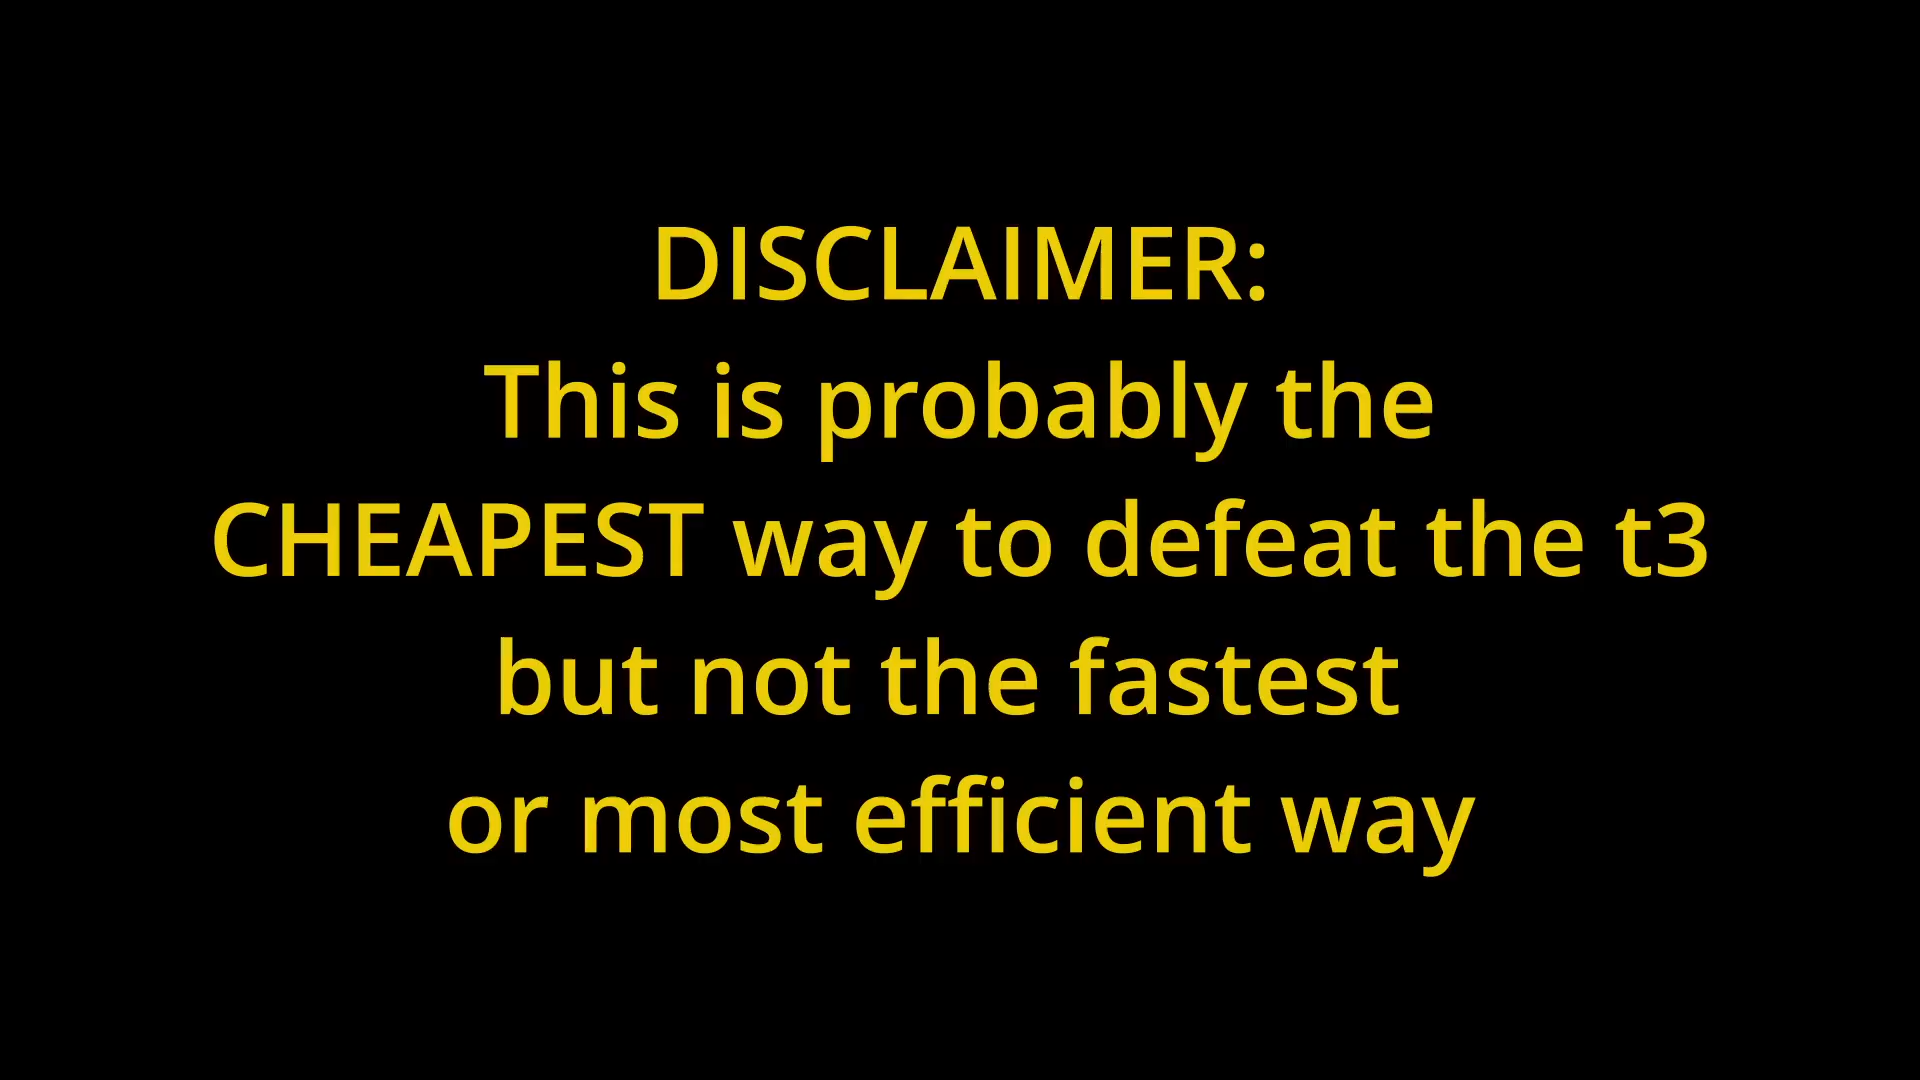 DISCLAIMER:
This is probably the
CHEAPEST way to defeat the t3
but not the fastest
or most efficient way